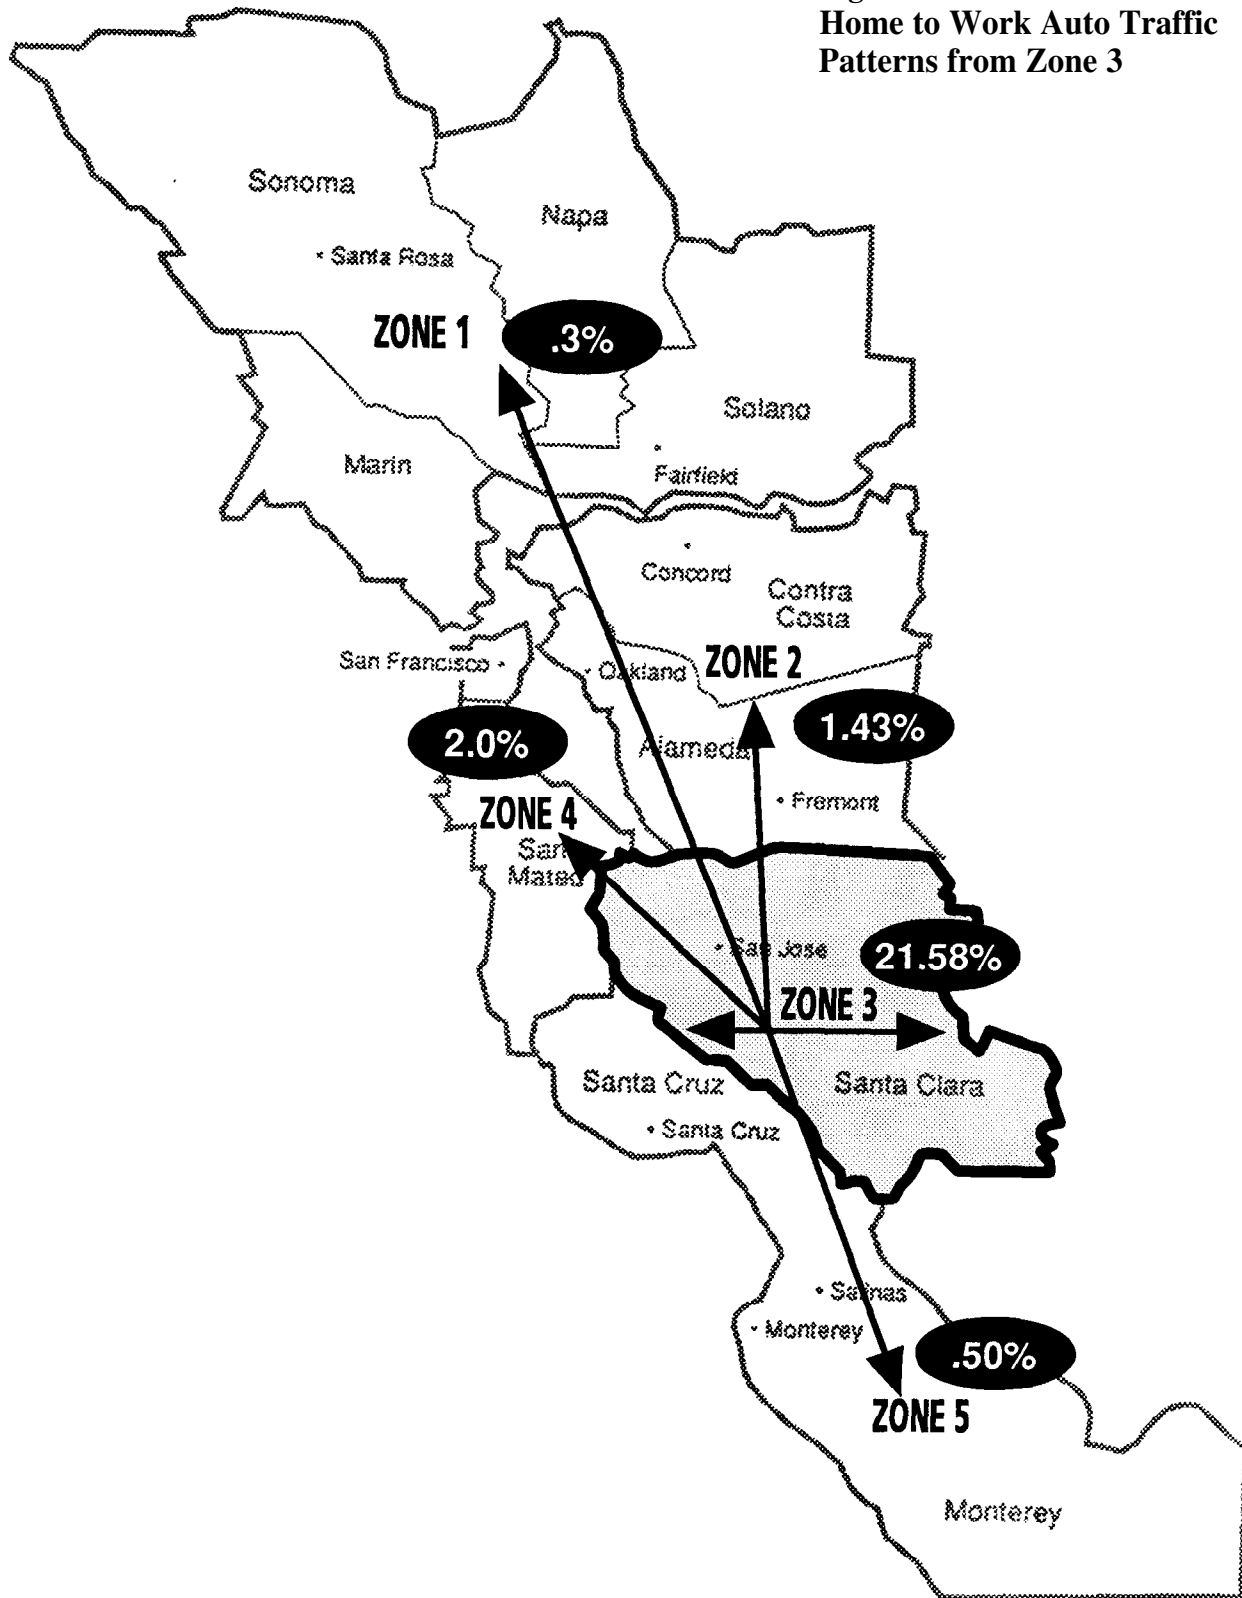 Home to Work Auto Traffic
Patterns from Zone 3
Sonoma
Napa
Santa Rosa
ZONE 1
.3%
Solano
Marin
Fairfield
Concord
Contra
Costa
San Francisco
Oakland
ZONE 2
2.0%
Alameda
1.43%
ZONE 4
Fremont
San
Mateo
San Jose
21.58%
ZONE 3
Santa Cruz
Santa Clara
Santa Cruz
Salinas
Monterey
.50%
ZONE 5
Monterey